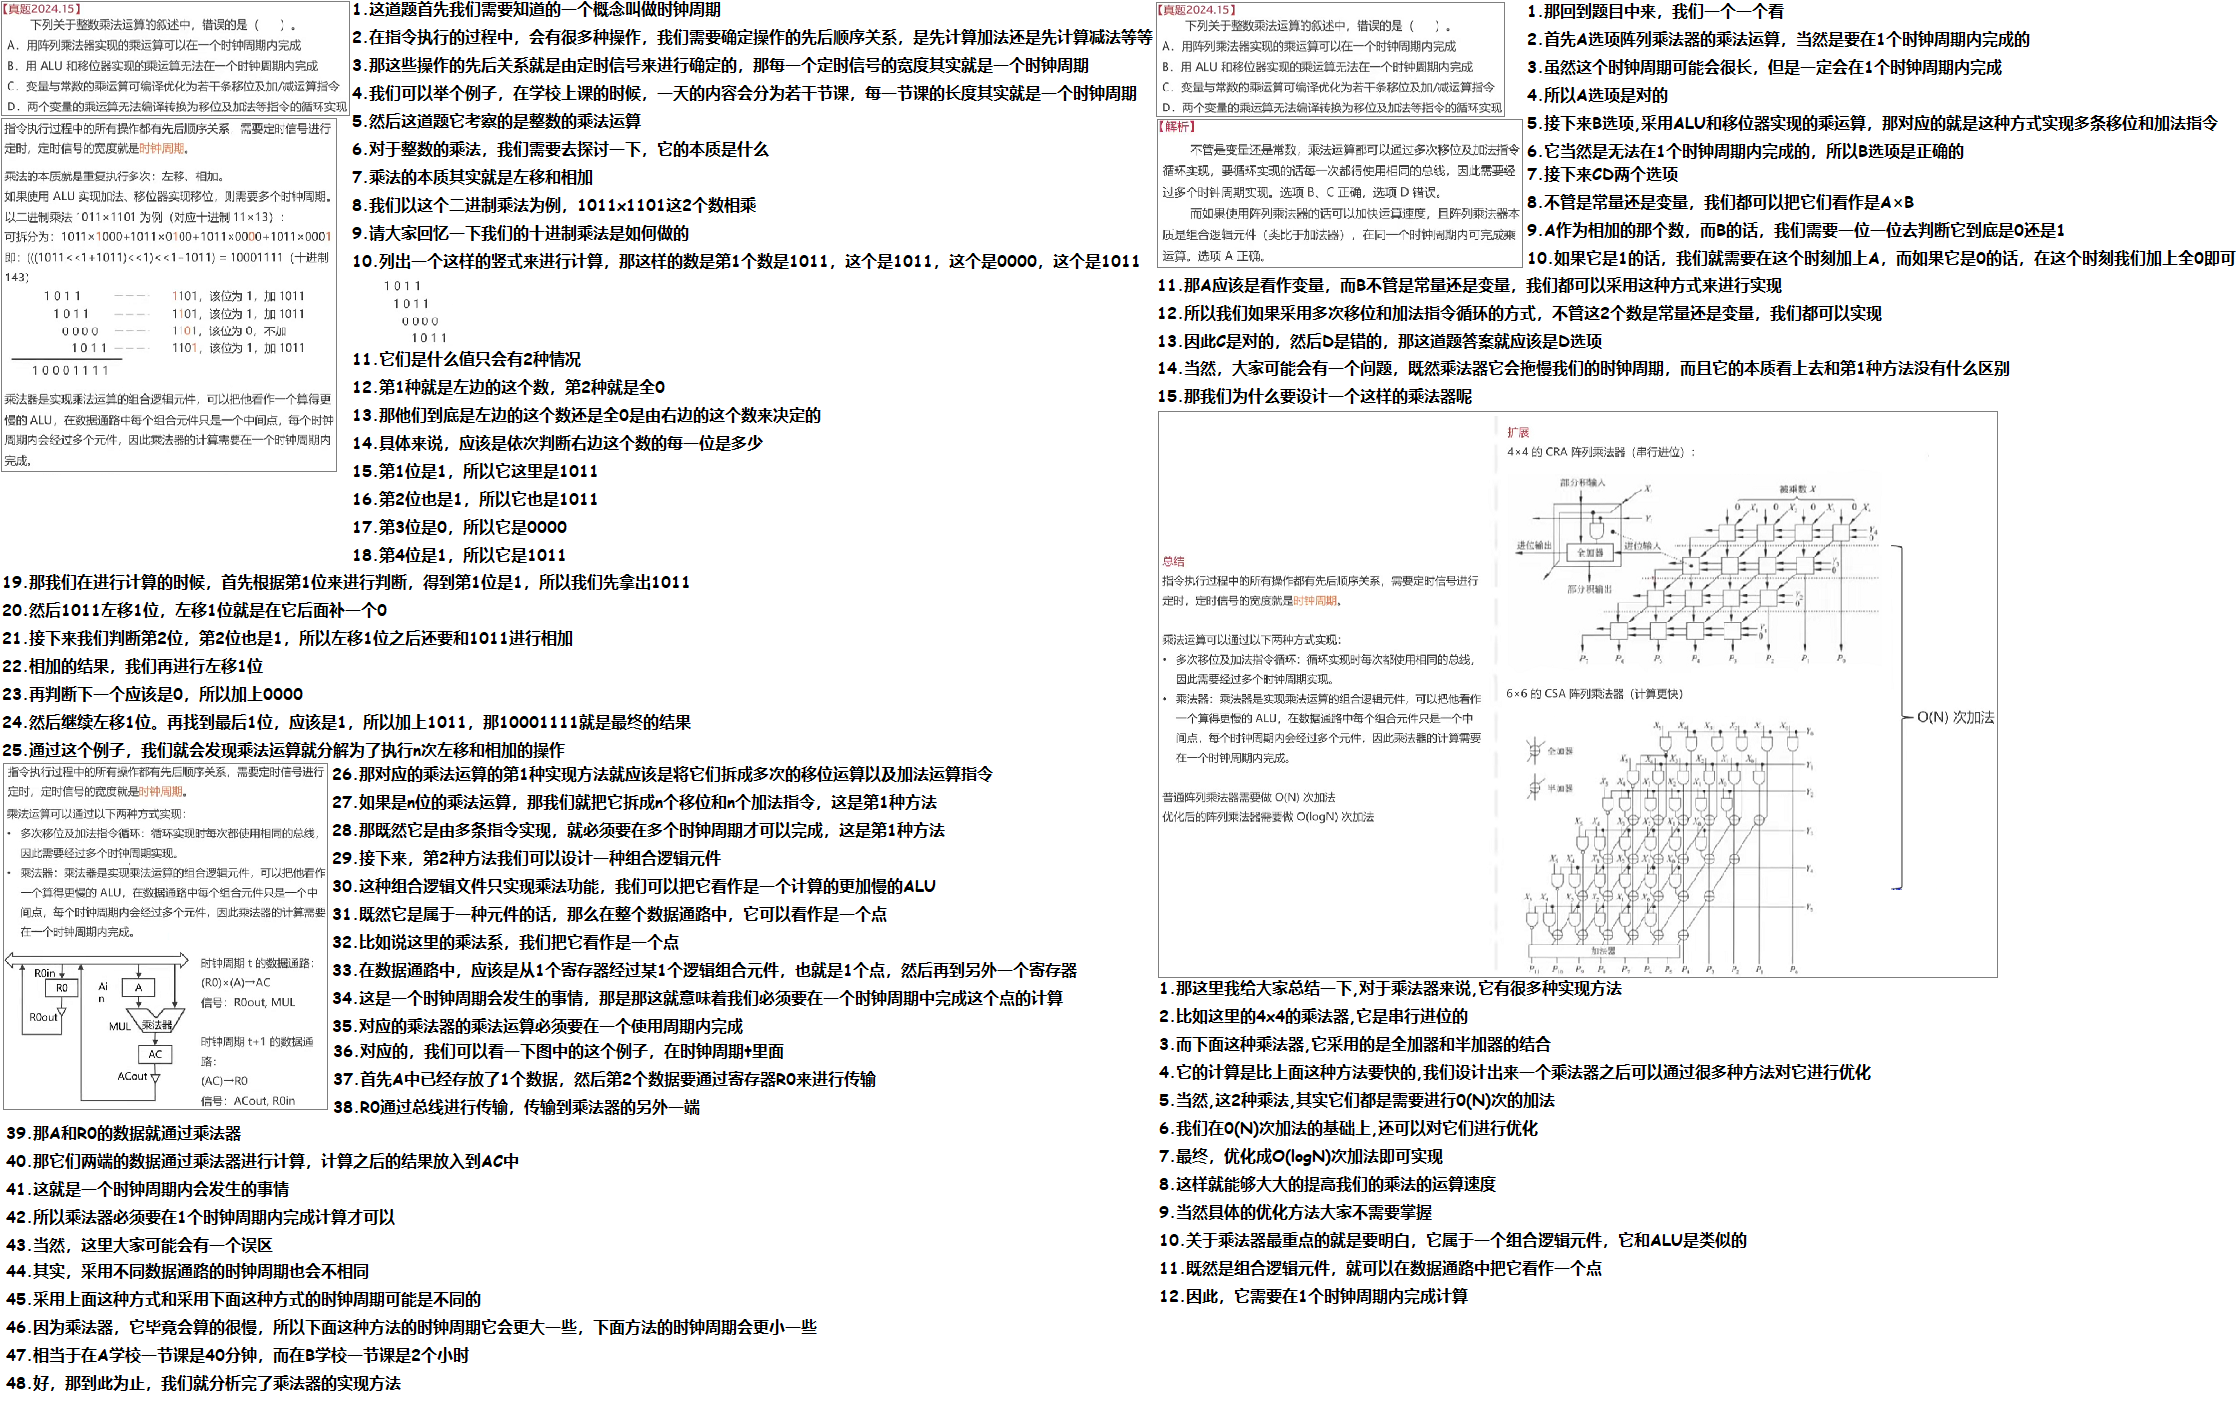 【真题2024.15】
下列关于整数乘法运算的叙述中，错误的是（ ）。
A. 用阵列乘法器实现的乘运算可以在一个时钟周期内完成
B. 用 ALU 和移位器实现的乘运算无法在一个时钟周期内完成
C. 变量与常数的乘运算可编译优化为若干条移位及加/减运算指令
D. 两个变量的乘运算无法编译转换为移位及加法等指令的循环实现
指令执行过程中的所有操作都有先后顺序关系，需要定时信号进行
定时，定时信号的宽度就是时钟周期。
乘法的本质就是重复执行多次：左移、相加。
如果使用 ALU 实现加法、移位器实现移位，则需要多个时钟周期。
以二进制乘法 1011×1101 为例（对应十进制 11×13）：
可拆分为：1011×1000+1011×0100+1011×0000+1011×0001
即：(((1011<<1+1011)<<1)<<1+1011) = 10001111（十进制
143）
1011 ---- 1101，该位为 1，加 1011
1011 ---- 1101，该位为 1，加 1011
0000 ---- 1101，该位为 0，不加
1011 ---- 1101，该位为 1，加 1011
10001111
乘法器是实现乘法运算的组合逻辑元件，可以把他看作一个算得更
慢的 ALU，在数据通路中每个组合元件只是一个中间点，每个时钟
周期内会经过多个元件，因此乘法器的计算需要在一个时钟周期内
完成。
1.这道题首先我们需要知道的一个概念叫做时钟周期
2.在指令执行的过程中，会有很多种操作，我们需要确定操作的先后顺序关系，是先计算加法还是先计算减法等等
3.那这些操作的先后关系就是由定时信号来进行确定的，那每一个定时信号的宽度其实就是一个时钟周期
4.我们可以举个例子，在学校上课的时候，一天的内容会分为若干节课，每一节课的长度其实就是一个时钟周期
5.然后这道题它考察的是整数的乘法运算
6.对于整数的乘法，我们需要去探讨一下，它的本质是什么
7.乘法的本质其实就是左移和相加
8.我们以这个二进制乘法为例，1011x1101这2个数相乘
9.请大家回忆一下我们的十进制乘法是如何做的
10.列出一个这样的竖式来进行计算，那这样的数是第1个数是1011，这个是1011，这个是0000，这个是1011
1011
1011
0000
1011
11.它们是什么值只会有2种情况
12.第1种就是左边的这个数，第2种就是全0
13.那他们到底是左边的这个数还是全0是由右边的这个数来决定的
14.具体来说，应该是依次判断右边这个数的每一位是多少
15.第1位是1，所以它这里是1011
16.第2位也是1，所以它也是1011
17.第3位是0，所以它是0000
18.第4位是1，所以它是1011
19.那我们在进行计算的时候，首先根据第1位来进行判断，得到第1位是1，所以我们先拿出1011
20.然后1011左移1位，左移1位就是在它后面补一个0
21.接下来我们判断第2位，第2位也是1，所以左移1位之后还要和1011进行相加
22.相加的结果，我们再进行左移1位
23.再判断下一个应该是0，所以加上0000
24.然后继续左移1位。再找到最后1位，应该是1，所以加上1011，那10001111就是最终的结果
25.通过这个例子，我们就会发现乘法运算就分解为了执行n次左移和相加的操作
指令执行过程中的所有操作都有先后顺序关系，需要定时信号进行
定时，定时信号的宽度就是时钟周期。
乘法运算可以通过以下两种方式实现：
• 多次移位及加法指令循环：循环实现时每次都使用相同的总线，
因此需要经过多个时钟周期实现。
• 乘法器：乘法器是实现乘法运算的组合逻辑元件，可以把他看作
一个算得更慢的 ALU，在数据通路中每个组合元件只是一个中
间点，每个时钟周期内会经过多个元件，因此乘法器的计算需要
在一个时钟周期内完成。
R0in
R0
R0out
Ai
n
A
MUL
乘法器
AC
ACout
时钟周期 t 的数据通路：
(R0)×(A)→AC
信号：R0out, MUL
时钟周期 t+1 的数据通
路：
(AC)→R0
信号：ACout, R0in
26.那对应的乘法运算的第1种实现方法就应该是将它们拆成多次的移位运算以及加法运算指令
27.如果是n位的乘法运算，那我们就把它拆成n个移位和n个加法指令，这是第1种方法
28.那既然它是由多条指令实现，就必须要在多个时钟周期才可以完成，这是第1种方法
29.接下来，第2种方法我们可以设计一种组合逻辑元件
30.这种组合逻辑文件只实现乘法功能，我们可以把它看作是一个计算的更加慢的ALU
31.既然它是属于一种元件的话，那么在整个数据通路中，它可以看作是一个点
32.比如说这里的乘法系，我们把它看作是一个点
33.在数据通路中，应该是从1个寄存器经过某1个逻辑组合元件，也就是1个点，然后再到另外一个寄存器
34.这是一个时钟周期会发生的事情，那是那这就意味着我们必须要在一个时钟周期中完成这个点的计算
35.对应的乘法器的乘法运算必须要在一个使用周期内完成
36.对应的，我们可以看一下图中的这个例子，在时钟周期t里面
37.首先A中已经存放了1个数据，然后第2个数据要通过寄存器R0来进行传输
38.R0通过总线进行传输，传输到乘法器的另外一端
39.那A和R0的数据就通过乘法器
40.那它们两端的数据通过乘法器进行计算，计算之后的结果放入到AC中
41.这就是一个时钟周期内会发生的事情
42.所以乘法器必须要在1个时钟周期内完成计算才可以
43.当然，这里大家可能会有一个误区
44.其实，采用不同数据通路的时钟周期也会不相同
45.采用上面这种方式和采用下面这种方式的时钟周期可能是不同的
46.因为乘法器，它毕竟会算的很慢，所以下面这种方法的时钟周期它会更大一些，下面方法的时钟周期会更小一些
47.相当于在A学校一节课是40分钟，而在B学校一节课是2个小时
48.好，那到此为止，我们就分析完了乘法器的实现方法
【真题2024.15】
下列关于整数乘法运算的叙述中，错误的是（ ）。
A. 用阵列乘法器实现的乘运算可以在一个时钟周期内完成
B. 用 ALU 和移位器实现的乘运算无法在一个时钟周期内完成
C. 变量与常数的乘运算可编译优化为若干条移位及加/减运算指令
D. 两个变量的乘运算无法编译转换为移位及加法等指令的循环实现
【解析】
不管是变量还是常数，乘法运算都可以通过多次移位及加法指令
循环实现，要循环实现的话每一次都得使用相同的总线，因此需要经
过多个时钟周期实现。选项 B、C 正确，选项 D 错误。
而如果使用阵列乘法器的话可以加快运算速度，且阵列乘法器本
质是组合逻辑元件（类比于加法器），在同一个时钟周期内可完成乘
运算。选项 A 正确。
1.那回到题目中来，我们一个一个看
2.首先A选项阵列乘法器的乘法运算，当然是要在1个时钟周期内完成的
3.虽然这个时钟周期可能会很长，但是一定会在1个时钟周期内完成
4.所以A选项是对的
5.接下来B选项,采用ALU和移位器实现的乘运算，那对应的就是这种方式实现多条移位和加法指令
6.它当然是无法在1个时钟周期内完成的，所以B选项是正确的
7.接下来CD两个选项
8.不管是常量还是变量，我们都可以把它们看作是A×B
9.A作为相加的那个数，而B的话，我们需要一位一位去判断它到底是0还是1
10.如果它是1的话，我们就需要在这个时刻加上A，而如果它是0的话，在这个时刻我们加上全0即可
11.那A应该是看作变量，而B不管是常量还是变量，我们都可以采用这种方式来进行实现
12.所以我们如果采用多次移位和加法指令循环的方式，不管这2个数是常量还是变量，我们都可以实现
13.因此C是对的，然后D是错的，那这道题答案就应该是D选项
14.当然，大家可能会有一个问题，既然乘法器它会拖慢我们的时钟周期，而且它的本质看上去和第1种方法没有什么区别
15.那我们为什么要设计一个这样的乘法器呢
总结
指令执行过程中的所有操作都有先后顺序关系，需要定时信号进行
定时，定时信号的宽度就是时钟周期。
乘法运算可以通过以下两种方式实现：
• 多次移位及加法指令循环：循环实现时每次都使用相同的总线，
因此需要经过多个时钟周期实现。
• 乘法器：乘法器是实现乘法运算的组合逻辑元件，可以把他看作
一个算得更慢的 ALU，在数据通路中每个组合元件只是一个中
间点，每个时钟周期内会经过多个元件，因此乘法器的计算需要
在一个时钟周期内完成。
普通阵列乘法器需要做 O(N) 次加法
优化后的阵列乘法器需要做 O(logN) 次加法
扩展
4×4 的 CRA 阵列乘法器（串行进位）：
部分积输入
被乘数 X
进位输出
全加器
进位输入
部分积输出
6×6 的 CSA 阵列乘法器（计算更快）
全加器
半加器
加法器
O(N) 次加法
1.那这里我给大家总结一下,对于乘法器来说,它有很多种实现方法
2.比如这里的4x4的乘法器,它是串行进位的
3.而下面这种乘法器,它采用的是全加器和半加器的结合
4.它的计算是比上面这种方法要快的,我们设计出来一个乘法器之后可以通过很多种方法对它进行优化
5.当然,这2种乘法,其实它们都是需要进行0(N)次的加法
6.我们在0(N)次加法的基础上,还可以对它们进行优化
7.最终，优化成O(logN)次加法即可实现
8.这样就能够大大的提高我们的乘法的运算速度
9.当然具体的优化方法大家不需要掌握
10.关于乘法器最重点的就是要明白，它属于一个组合逻辑元件，它和ALU是类似的
11.既然是组合逻辑元件，就可以在数据通路中把它看作一个点
12.因此，它需要在1个时钟周期内完成计算